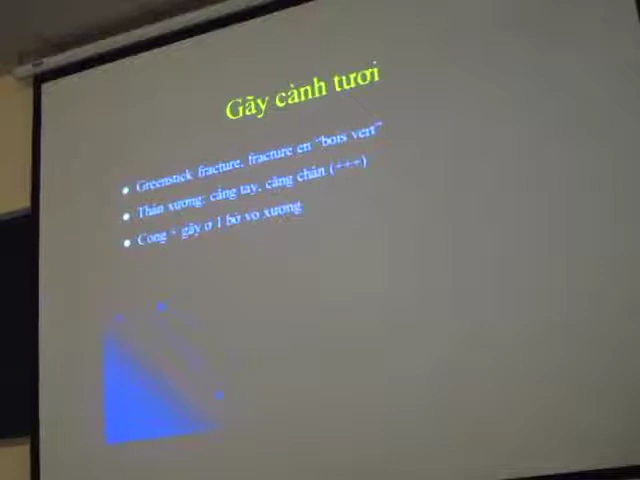 Gãy cành tươi
Greenstick fracture, fracture en "bois vert"
Thân xương: cẳng tay, cẳng chân (+++)
Cong + gãy ở 1 bờ vỏ xương